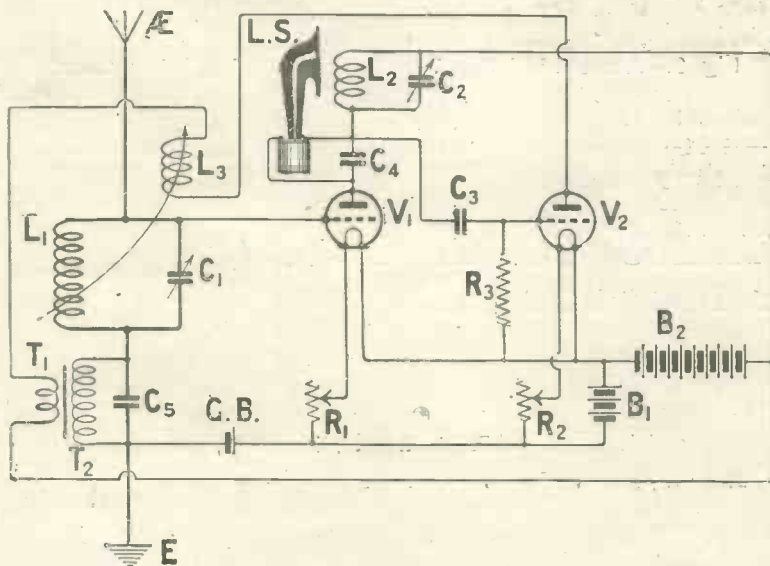 Æ
L.S.
L₂
C₂
L₃
C₄
C₃
V₁
V₂
L₁
C₁
R₃
B₂
T₁
C₅
G.B.
R₁
R₂
B₁
T₂
E